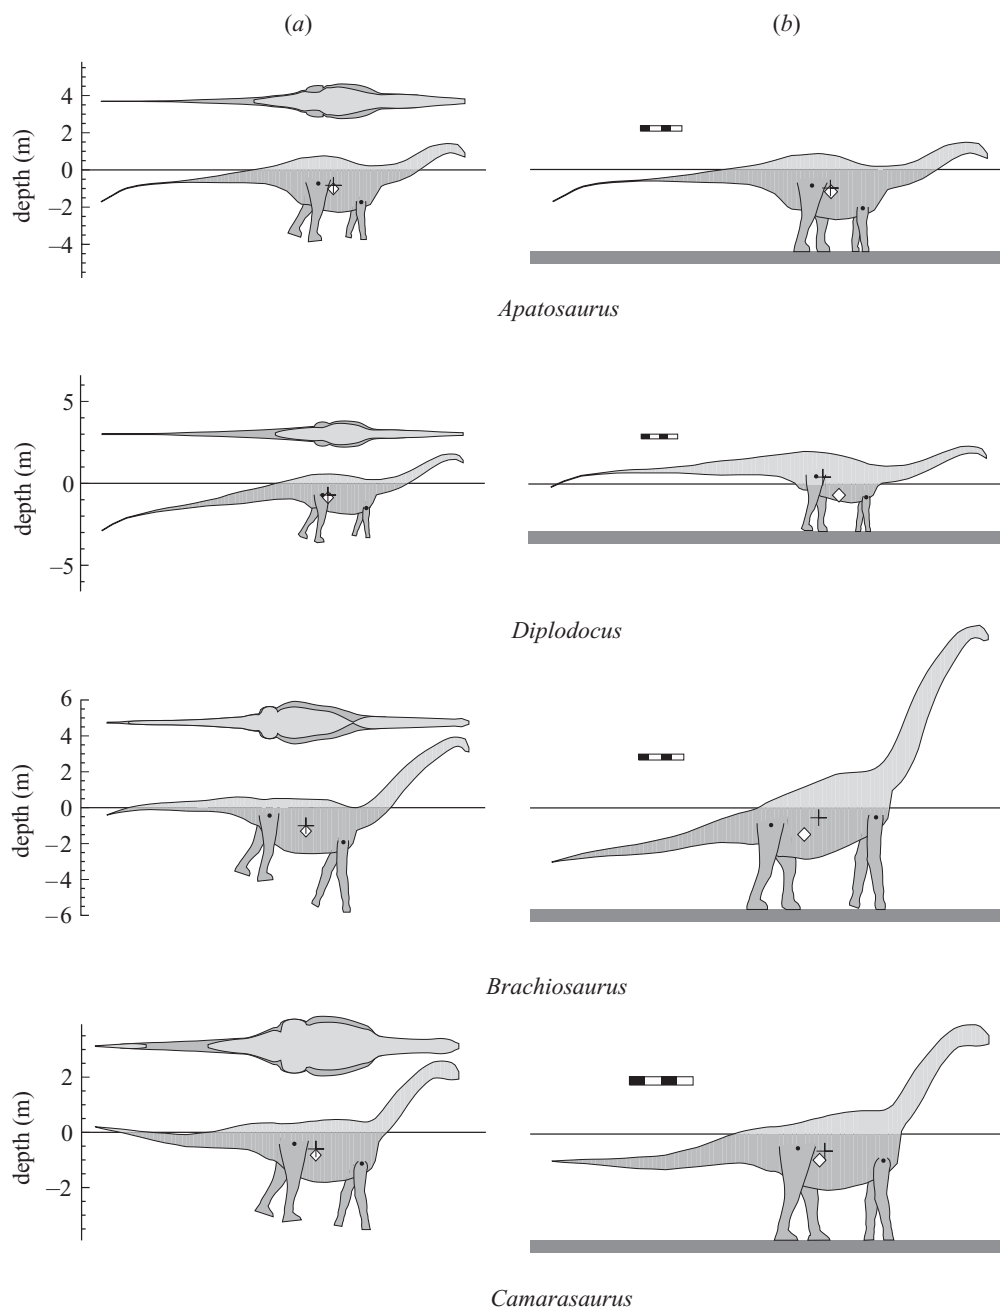 (a)
(b)
depth (m)
4
2
0
−2
−4
Apatosaurus
depth (m)
5
0
−5
Diplodocus
depth (m)
6
4
2
0
−2
−4
−6
Brachiosaurus
depth (m)
2
0
−2
Camarasaurus